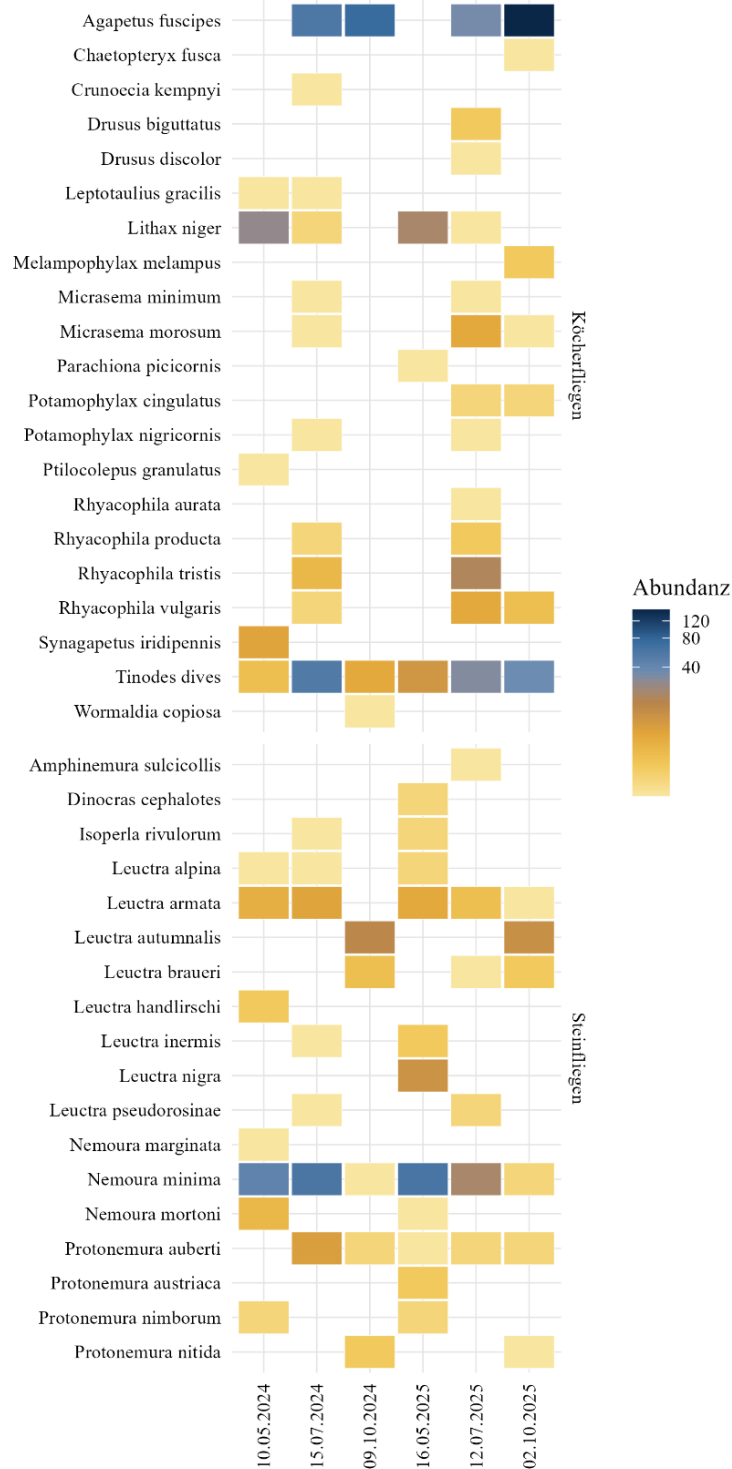 Agapetus fuscipes
Chaetopteryx fusca
Crunoecia kempnyi
Drusus biguttatus
Drusus discolor
Leptotaulius gracilis
Lithax niger
Melampophylax melampus
Micrasema minimum
Micrasema morosum
Parachiona picicornis
Potamophylax cingulatus
Potamophylax nigricornis
Ptilocolepus granulatus
Rhyacophila aurata
Rhyacophila producta
Rhyacophila tristis
Rhyacophila vulgaris
Synagapetus iridipennis
Tinodes dives
Wormaldia copiosa
Köcherfliegen
Amphinemura sulcicollis
Dinocras cephalotes
Isoperla rivulorum
Leuctra alpina
Leuctra armata
Leuctra autumnalis
Leuctra braueri
Leuctra handlirschi
Leuctra inermis
Leuctra nigra
Leuctra pseudorosinae
Nemoura marginata
Nemoura minima
Nemoura mortoni
Protonemura auberti
Protonemura austriaca
Protonemura nimborum
Protonemura nitida
Steinfliegen
10.05.2024
15.07.2024
09.10.2024
16.05.2025
12.07.2025
02.10.2025
Abundanz
120
80
40